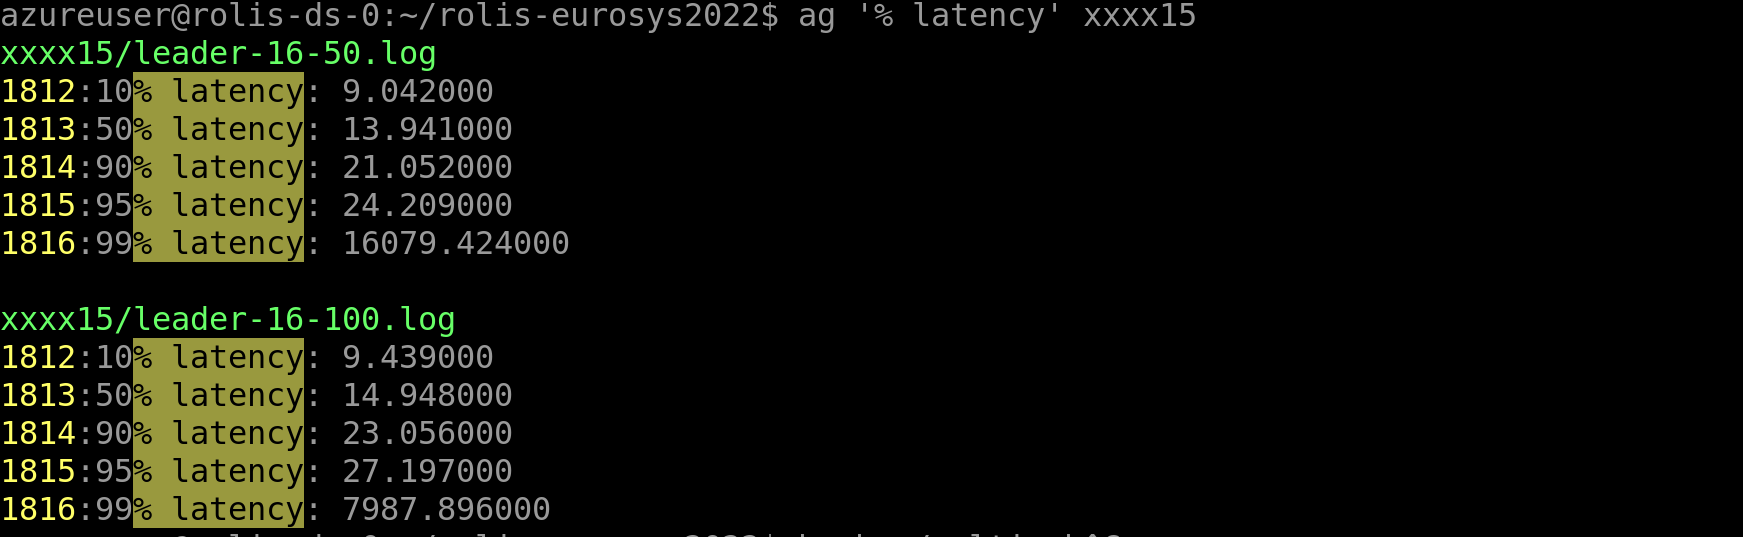 azureuser@rolis-ds-0:~/rolis-eurosys2022$ ag '% latency' xxxx15
xxxx15/leader-16-50.log
1812:10% latency: 9.042000
1813:50% latency: 13.941000
1814:90% latency: 21.052000
1815:95% latency: 24.209000
1816:99% latency: 16079.424000
xxxx15/leader-16-100.log
1812:10% latency: 9.439000
1813:50% latency: 14.948000
1814:90% latency: 23.056000
1815:95% latency: 27.197000
1816:99% latency: 7987.896000